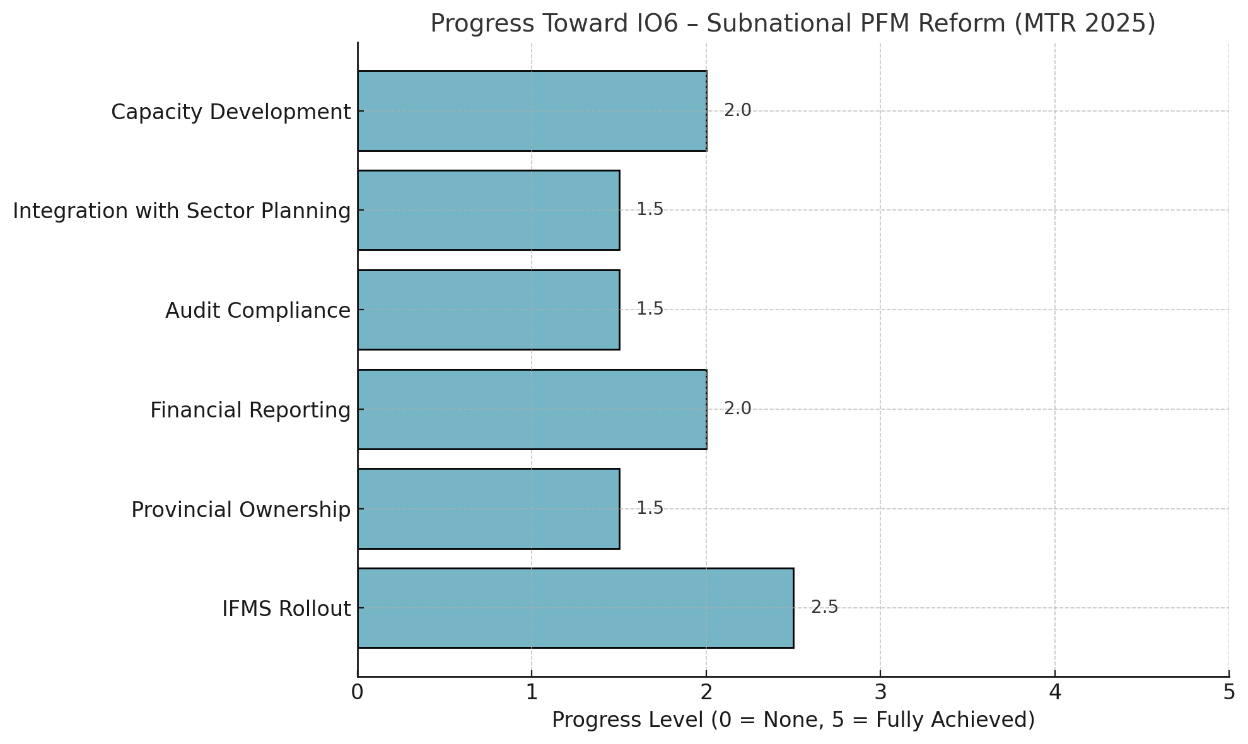 Progress Toward IO6 – Subnational PFM Reform (MTR 2025)
Capacity Development
2.0
Integration with Sector Planning
1.5
Audit Compliance
1.5
Financial Reporting
2.0
Provincial Ownership
1.5
IFMS Rollout
2.5
0 1 2 3 4 5
Progress Level (0 = None, 5 = Fully Achieved)